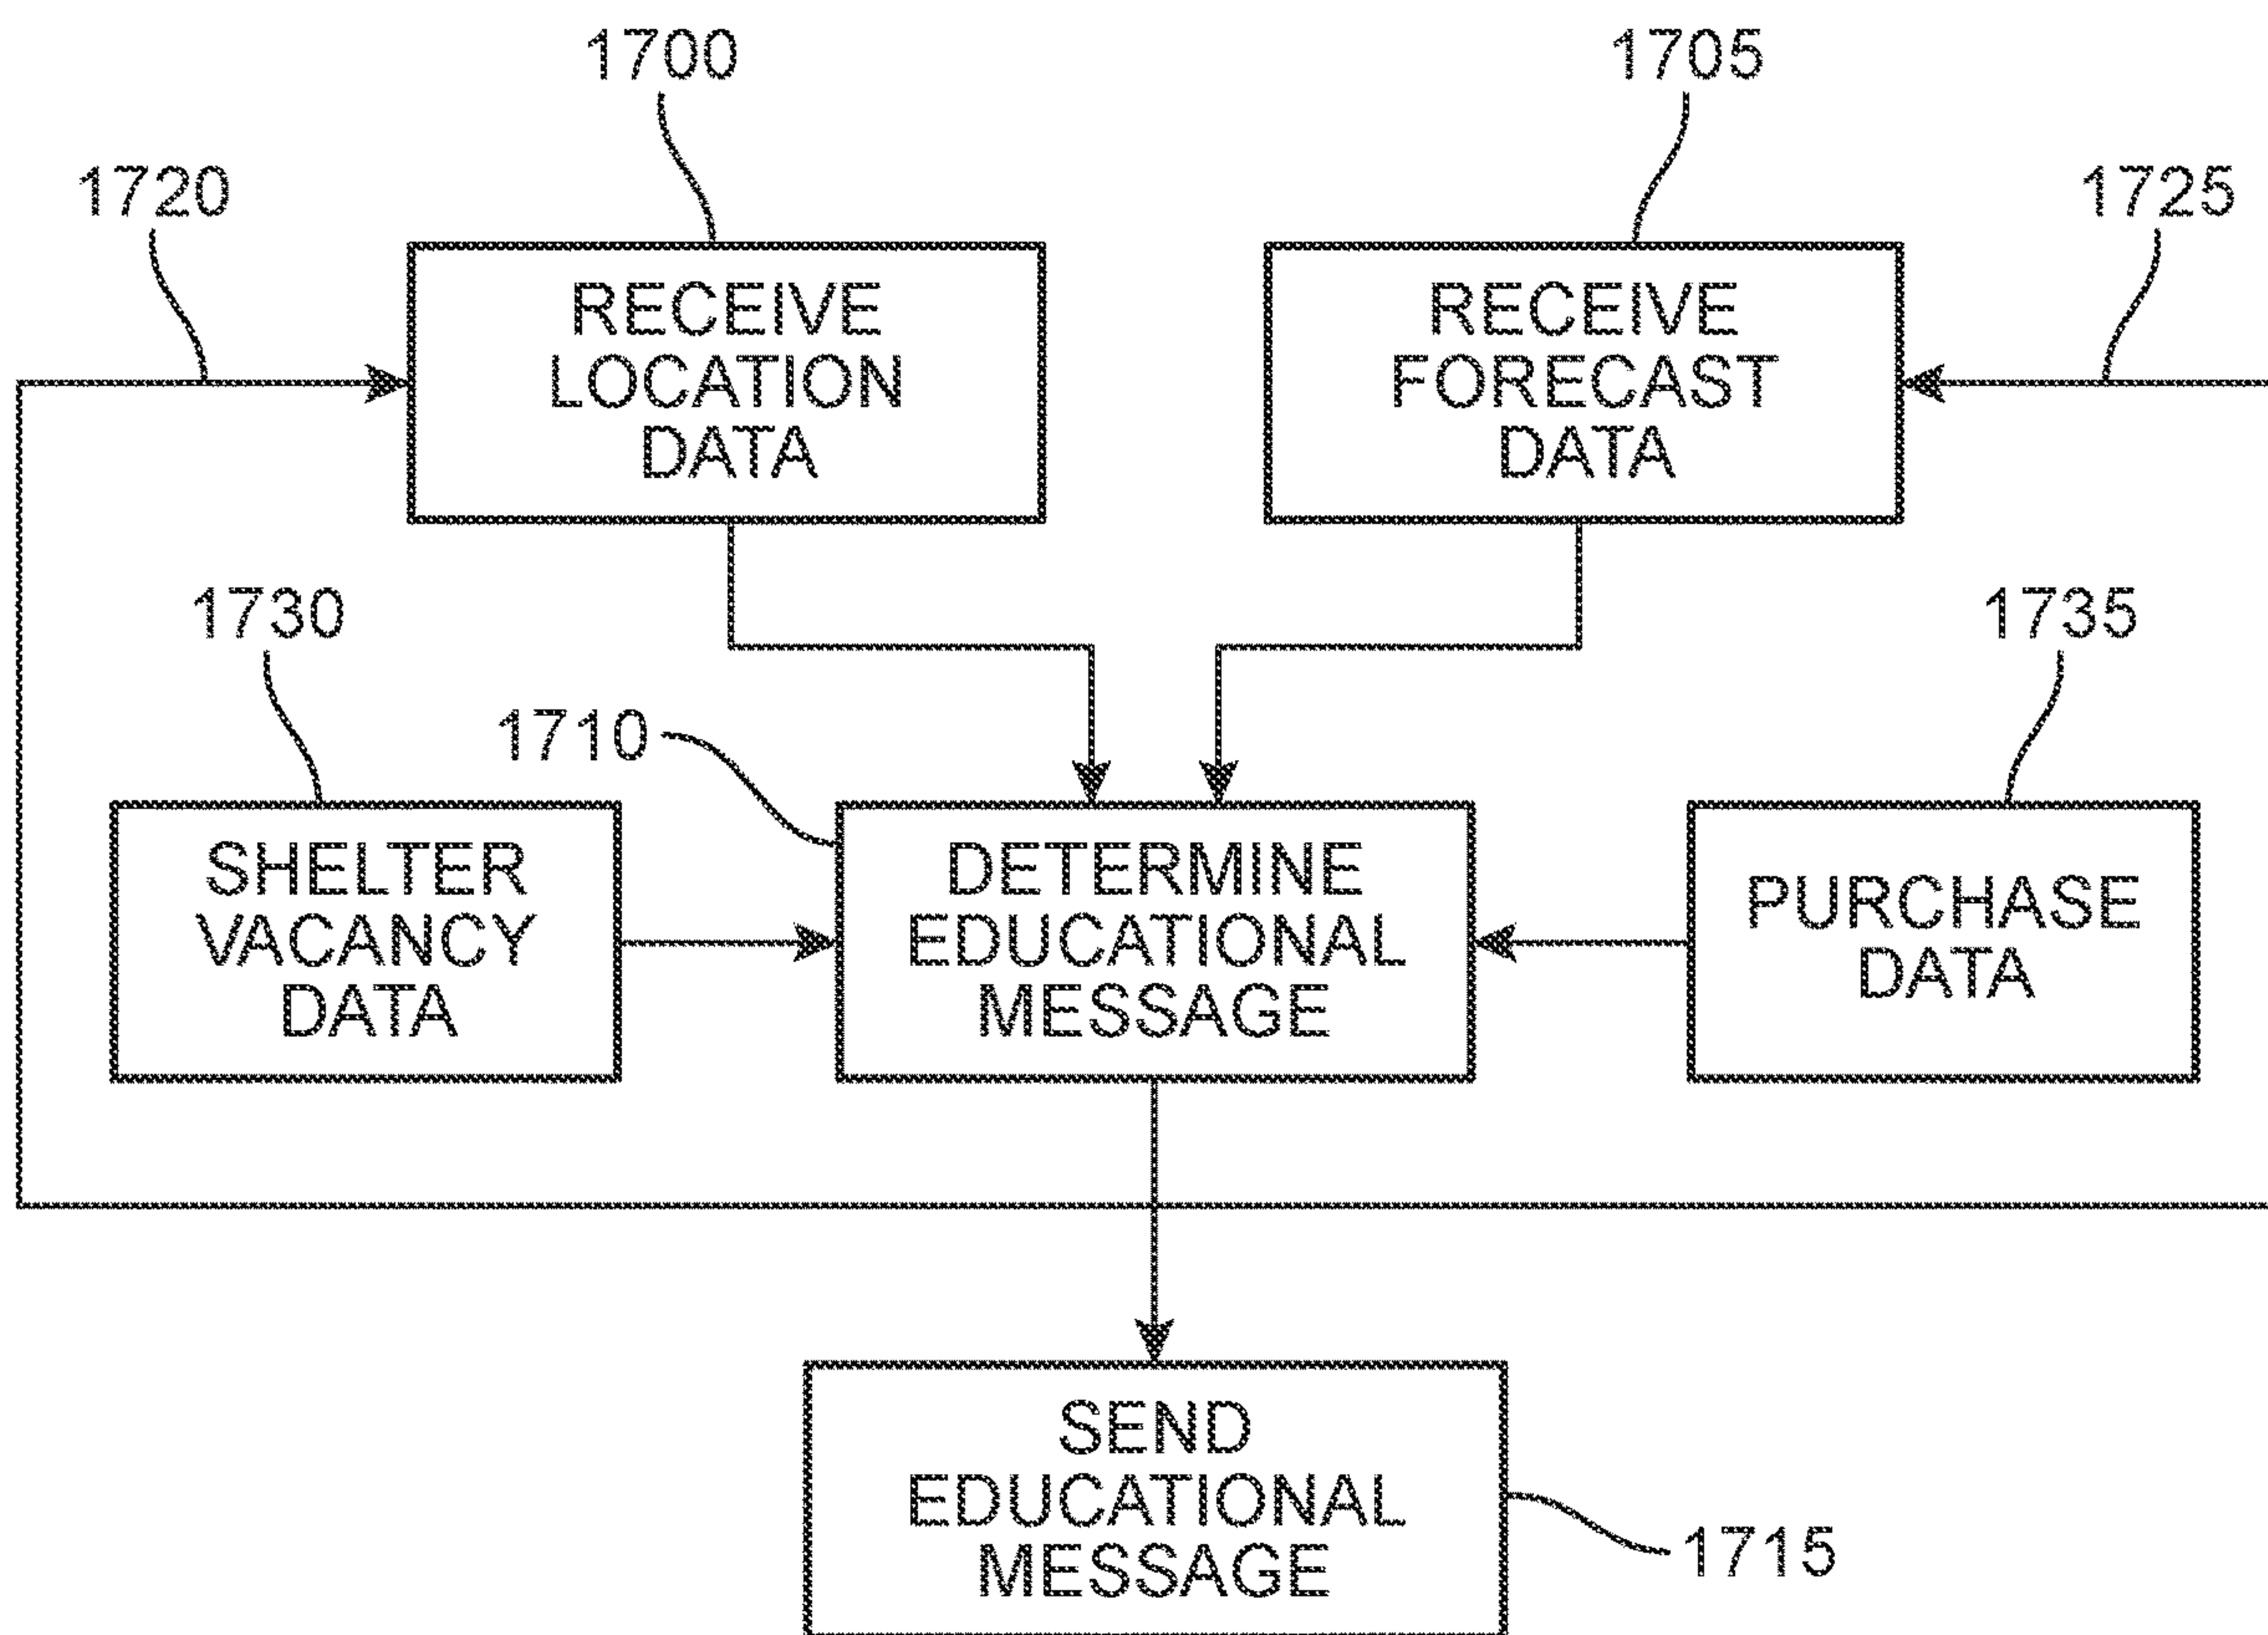 1700
1705
1720
1725
RECEIVE
LOCATION
DATA
RECEIVE
FORECAST
DATA
1730
1735
1710
SHELTER
VACANCY
DATA
DETERMINE
EDUCATIONAL
MESSAGE
PURCHASE
DATA
SEND
EDUCATIONAL
MESSAGE
1715